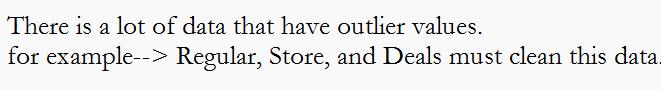 There is a lot of data that have outlier values.
for example--> Regular, Store, and Deals must clean this data.